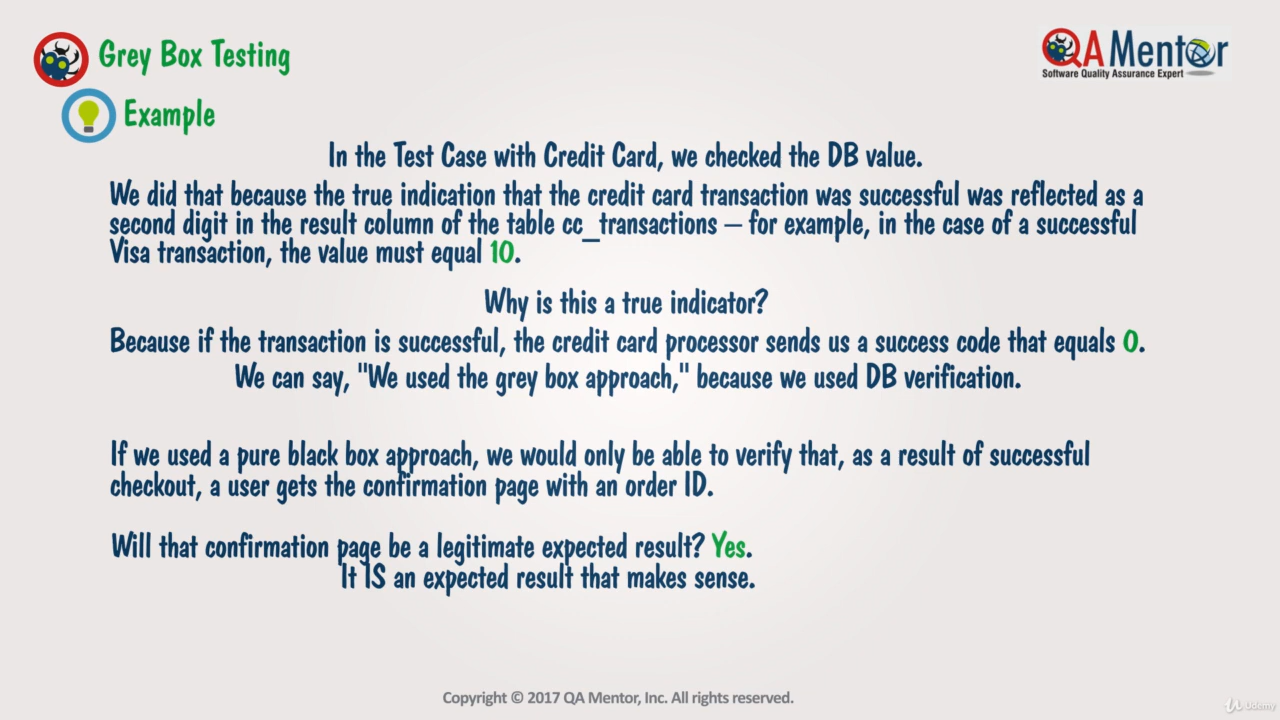 Grey Box Testing
QA Mentor
Software Quality Assurance Expert
Example
In the Test Case with Credit Card, we checked the DB value.
We did that because the true indication that the credit card transaction was successful was reflected as a
second digit in the result column of the table cc_transactions – for example, in the case of a successful
Visa transaction, the value must equal 10.
Why is this a true indicator?
Because if the transaction is successful, the credit card processor sends us a success code that equals 0.
We can say, "We used the grey box approach," because we used DB verification.
If we used a pure black box approach, we would only be able to verify that, as a result of successful
checkout, a user gets the confirmation page with an order ID.
Will that confirmation page be a legitimate expected result? Yes.
It IS an expected result that makes sense.
Copyright © 2017 QA Mentor, Inc. All rights reserved.
Udemy